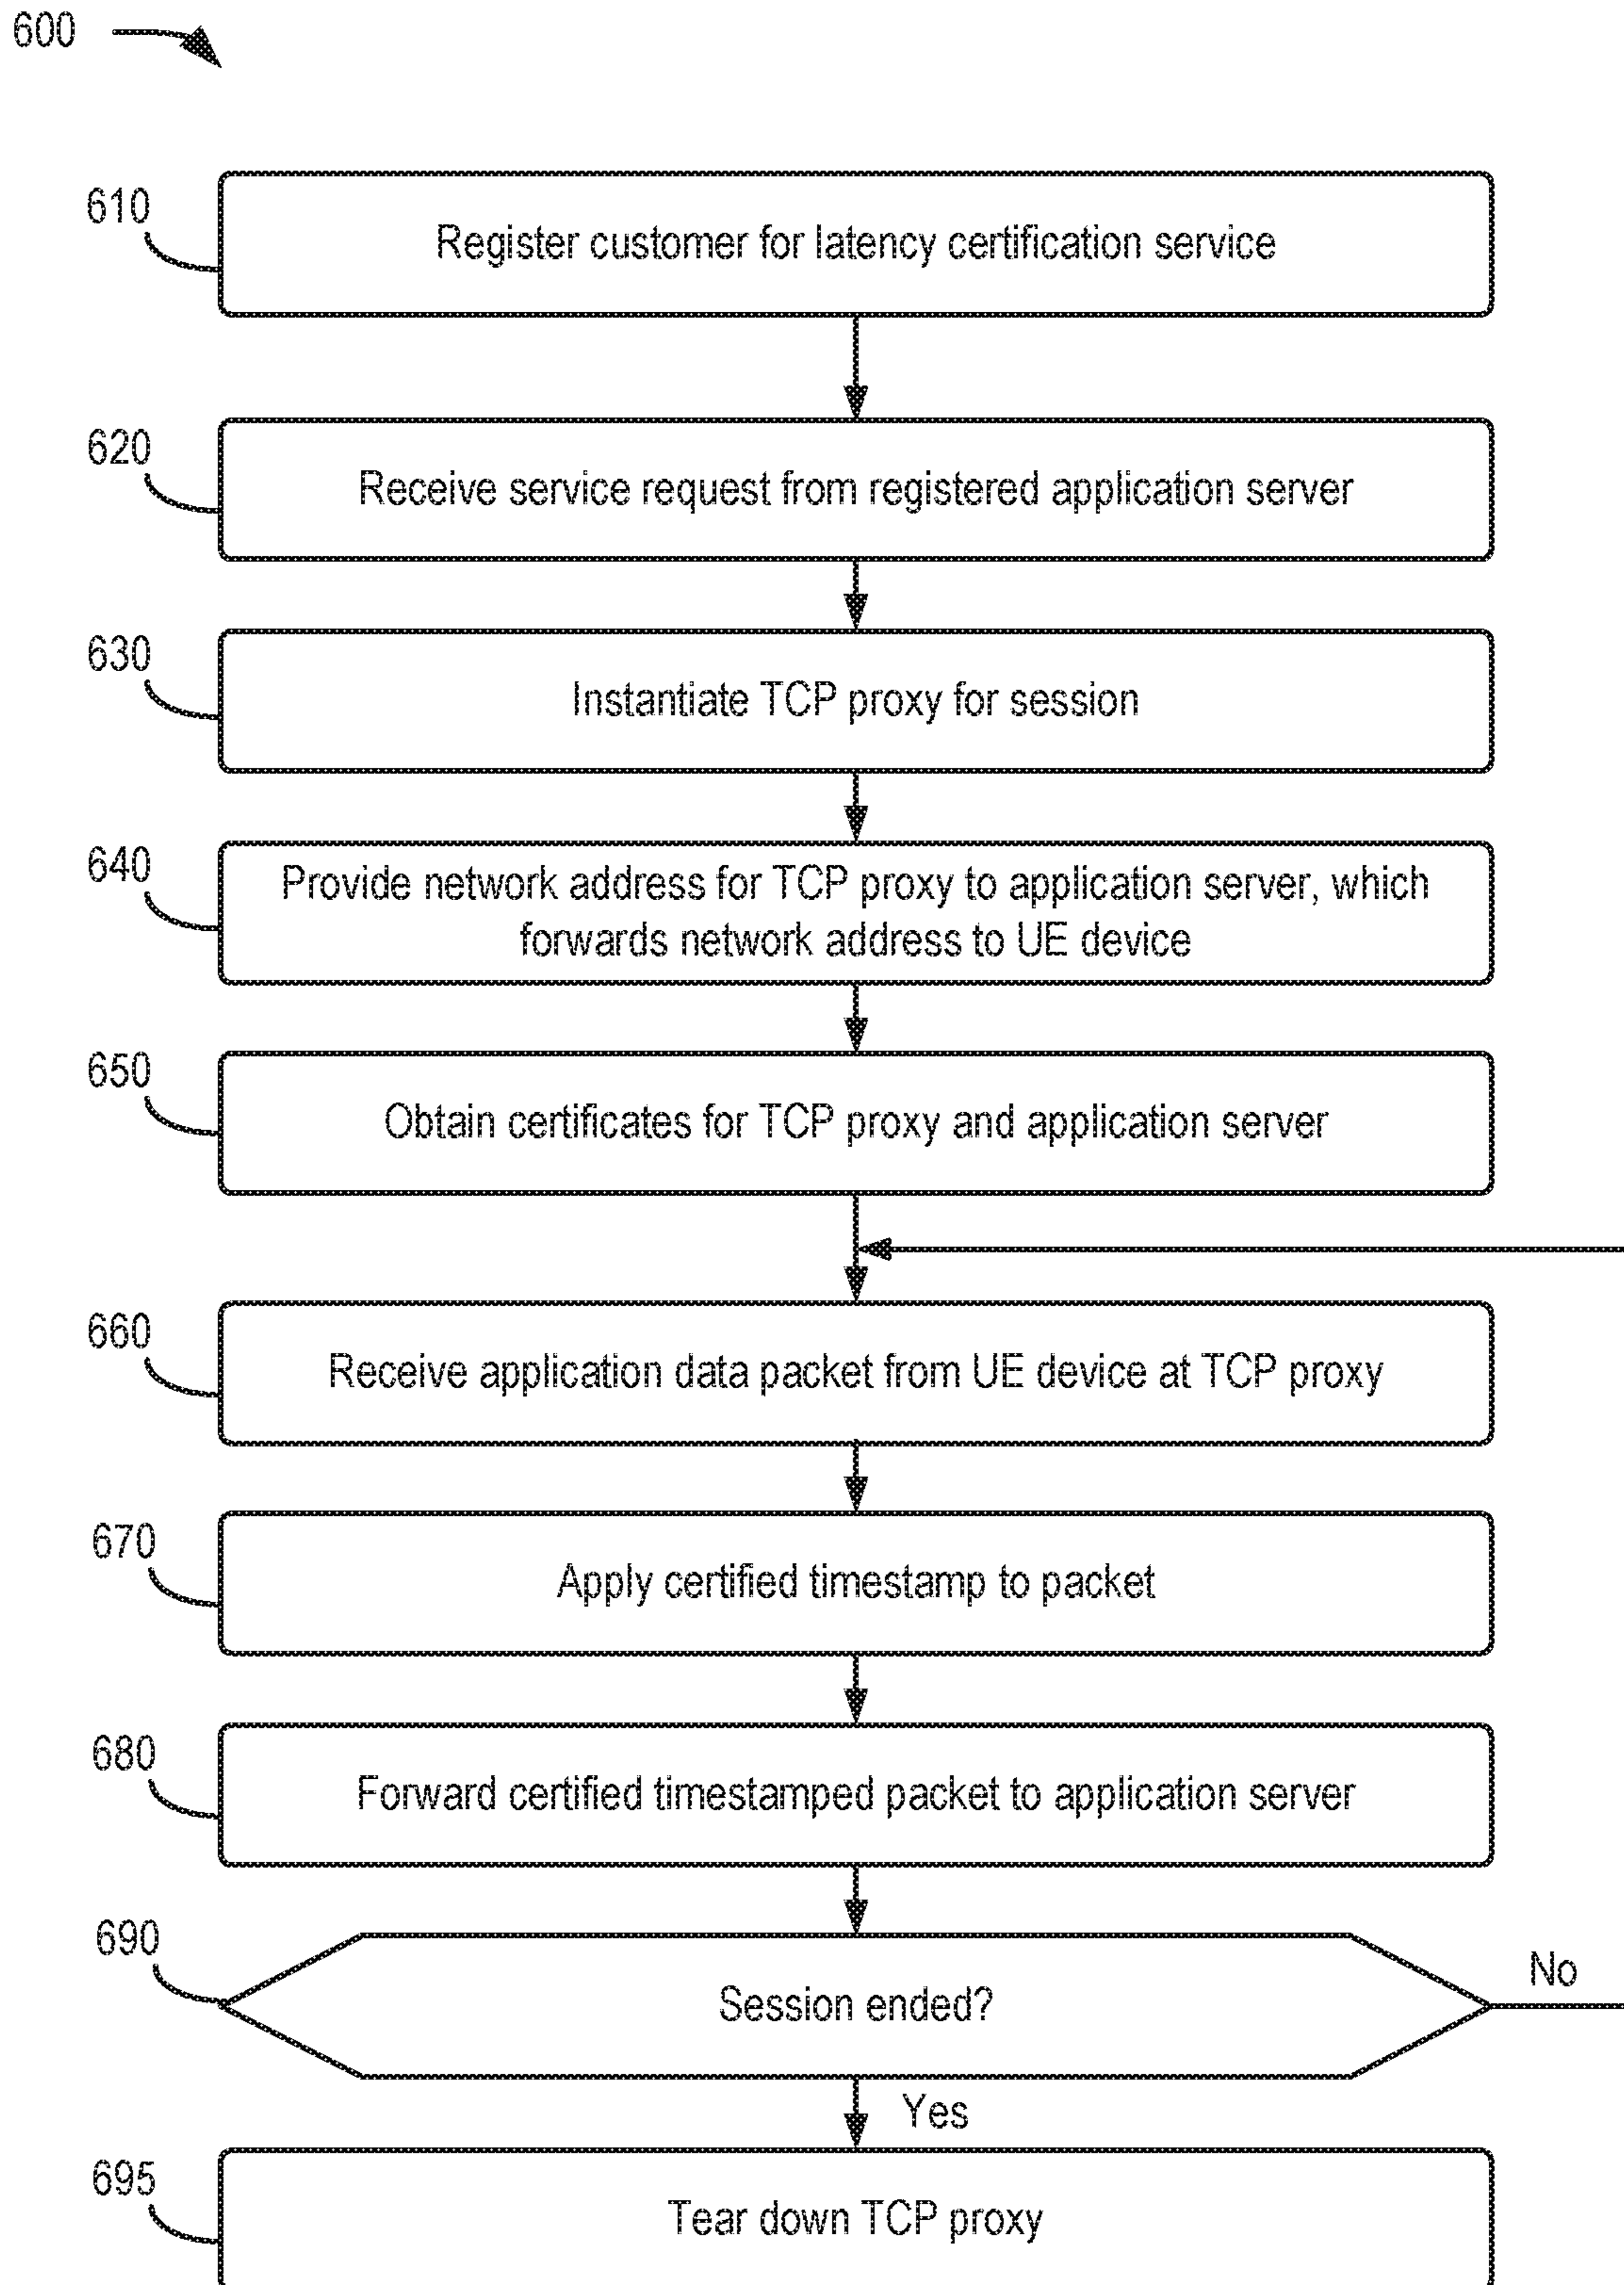 600
610
Register customer for latency certification service
620
Receive service request from registered application server
630
Instantiate TCP proxy for session
640
Provide network address for TCP proxy to application server, which
forwards network address to UE device
650
Obtain certificates for TCP proxy and application server
660
Receive application data packet from UE device at TCP proxy
670
Apply certified timestamp to packet
680
Forward certified timestamped packet to application server
690
Session ended?
No
Yes
695
Tear down TCP proxy